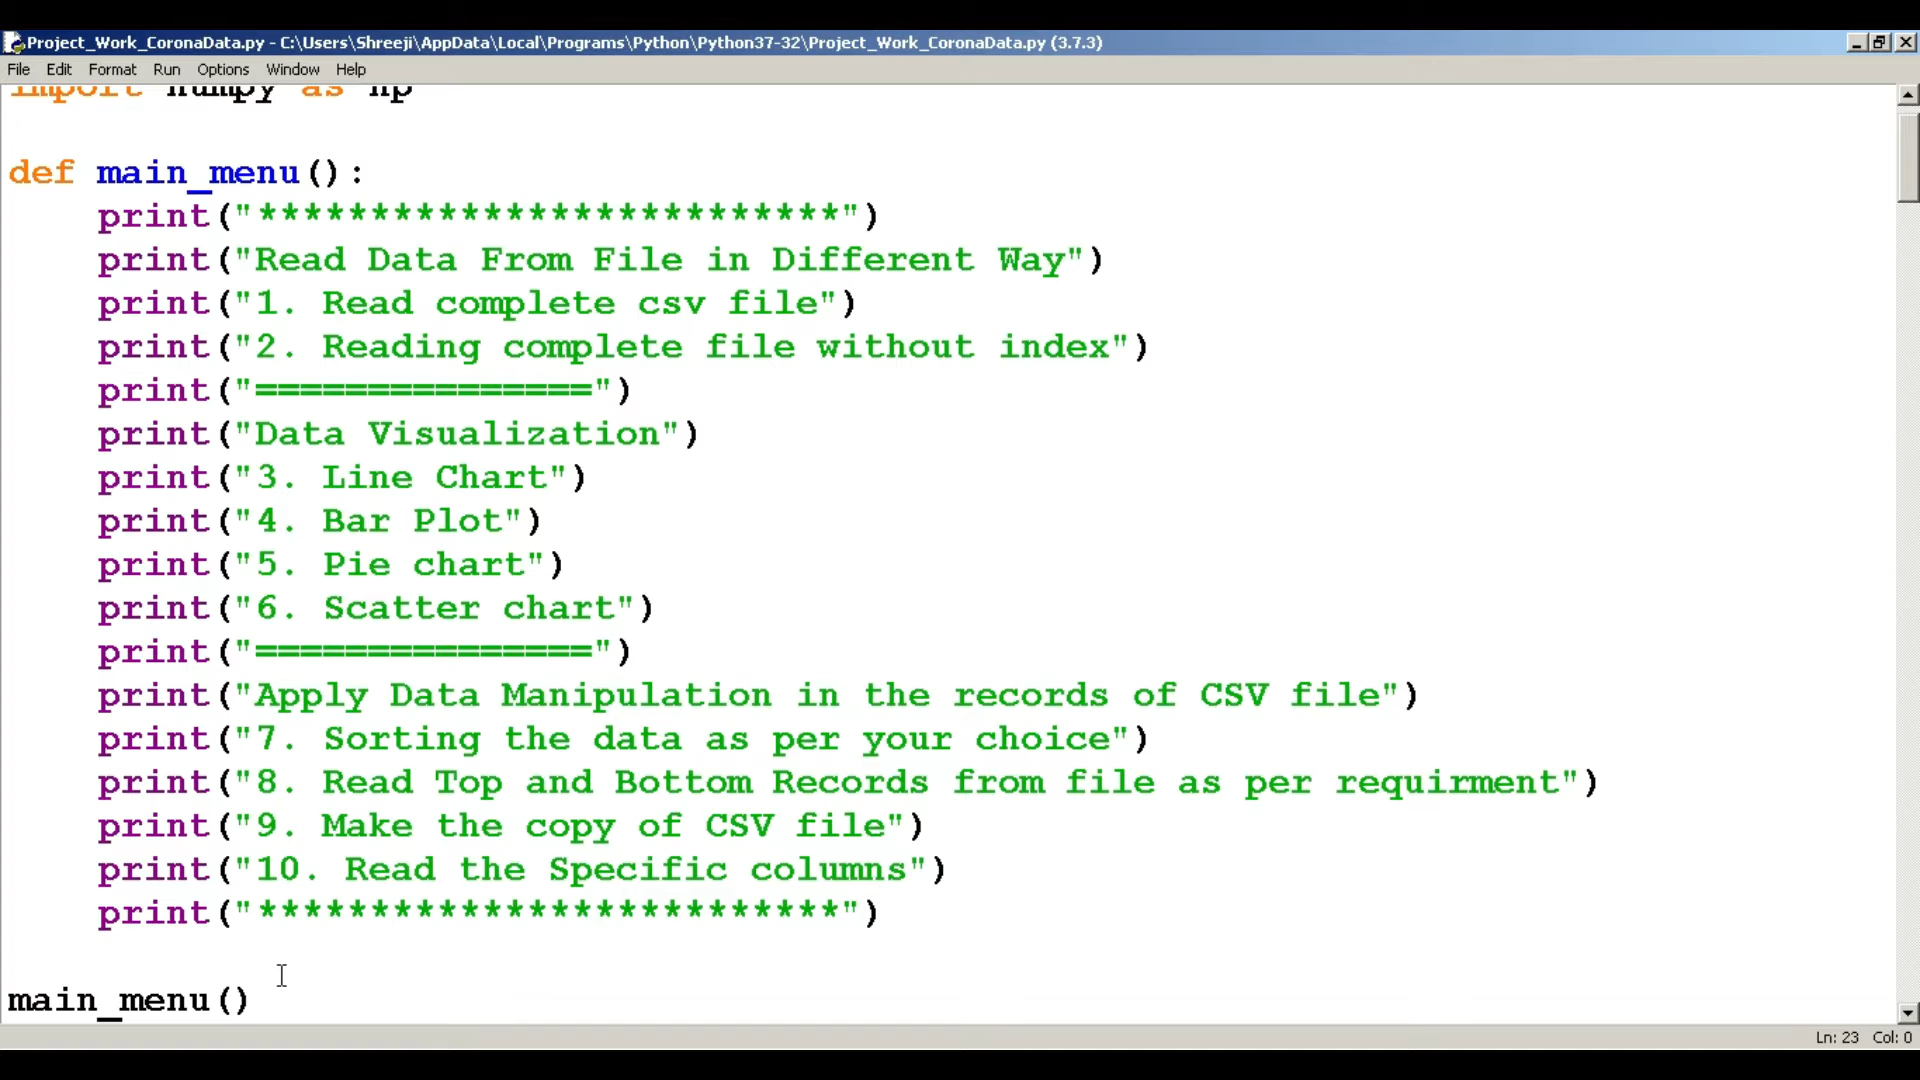 Project_Work_CoronaData.py - C:\Users\Shreeji\AppData\Local\Programs\Python\Python37-32\Project_Work_CoronaData.py (3.7.3)
File Edit Format Run Options Window Help
import numpy as np
def main_menu():
    print("**************************")
    print("Read Data From File in Different Way")
    print("1. Read complete csv file")
    print("2. Reading complete file without index")
    print("===============")
    print("Data Visualization")
    print("3. Line Chart")
    print("4. Bar Plot")
    print("5. Pie chart")
    print("6. Scatter chart")
    print("===============")
    print("Apply Data Manipulation in the records of CSV file")
    print("7. Sorting the data as per your choice")
    print("8. Read Top and Bottom Records from file as per requirment")
    print("9. Make the copy of CSV file")
    print("10. Read the Specific columns")
    print("**************************")
main_menu()
Ln: 23 Col: 0